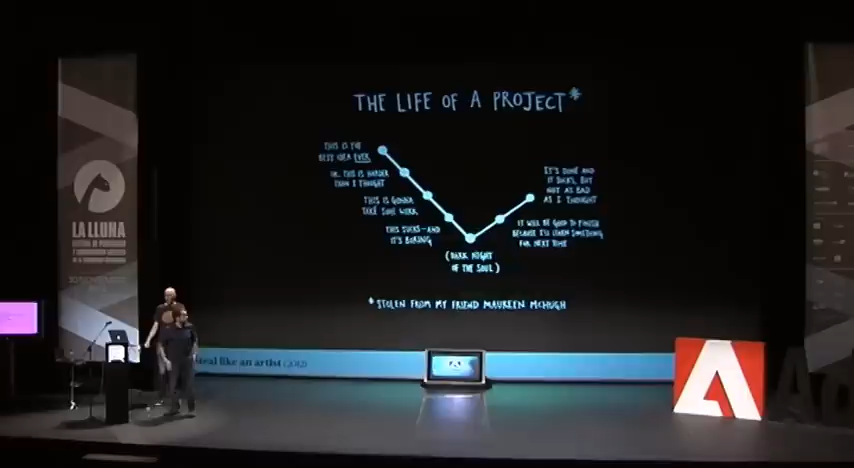 THE LIFE OF A PROJECT*
THIS IS THE
BEST IDEA EVER
OK, THIS IS HARDER
THAN I THOUGHT
THIS IS GONNA
TAKE SOME WORK
THIS SUCKS—AND
IT'S BORING
(DARK NIGHT
OF THE SOUL)
IT WILL BE GOOD TO FINISH
BECAUSE I'LL LEARN SOMETHING
FOR NEXT TIME
IT'S DONE AND
IT SUCKS, BUT
NOT AS BAD
AS I THOUGHT
*STOLEN FROM MY FRIEND MAUREEN MCHUGH
LA LLUNA
steal like an artist (2012)
Ad